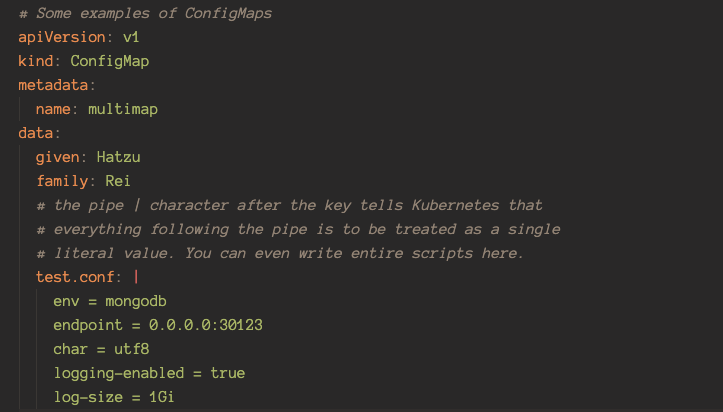 # Some examples of ConfigMaps
apiVersion: v1
kind: ConfigMap
metadata:
  name: multimap
data:
  given: Hatzu
  family: Rei
  # the pipe | character after the key tells Kubernetes that
  # everything following the pipe is to be treated as a single
  # literal value. You can even write entire scripts here.
  test.conf: |
    env = mongodb
    endpoint = 0.0.0.0:30123
    char = utf8
    logging-enabled = true
    log-size = 1Gi